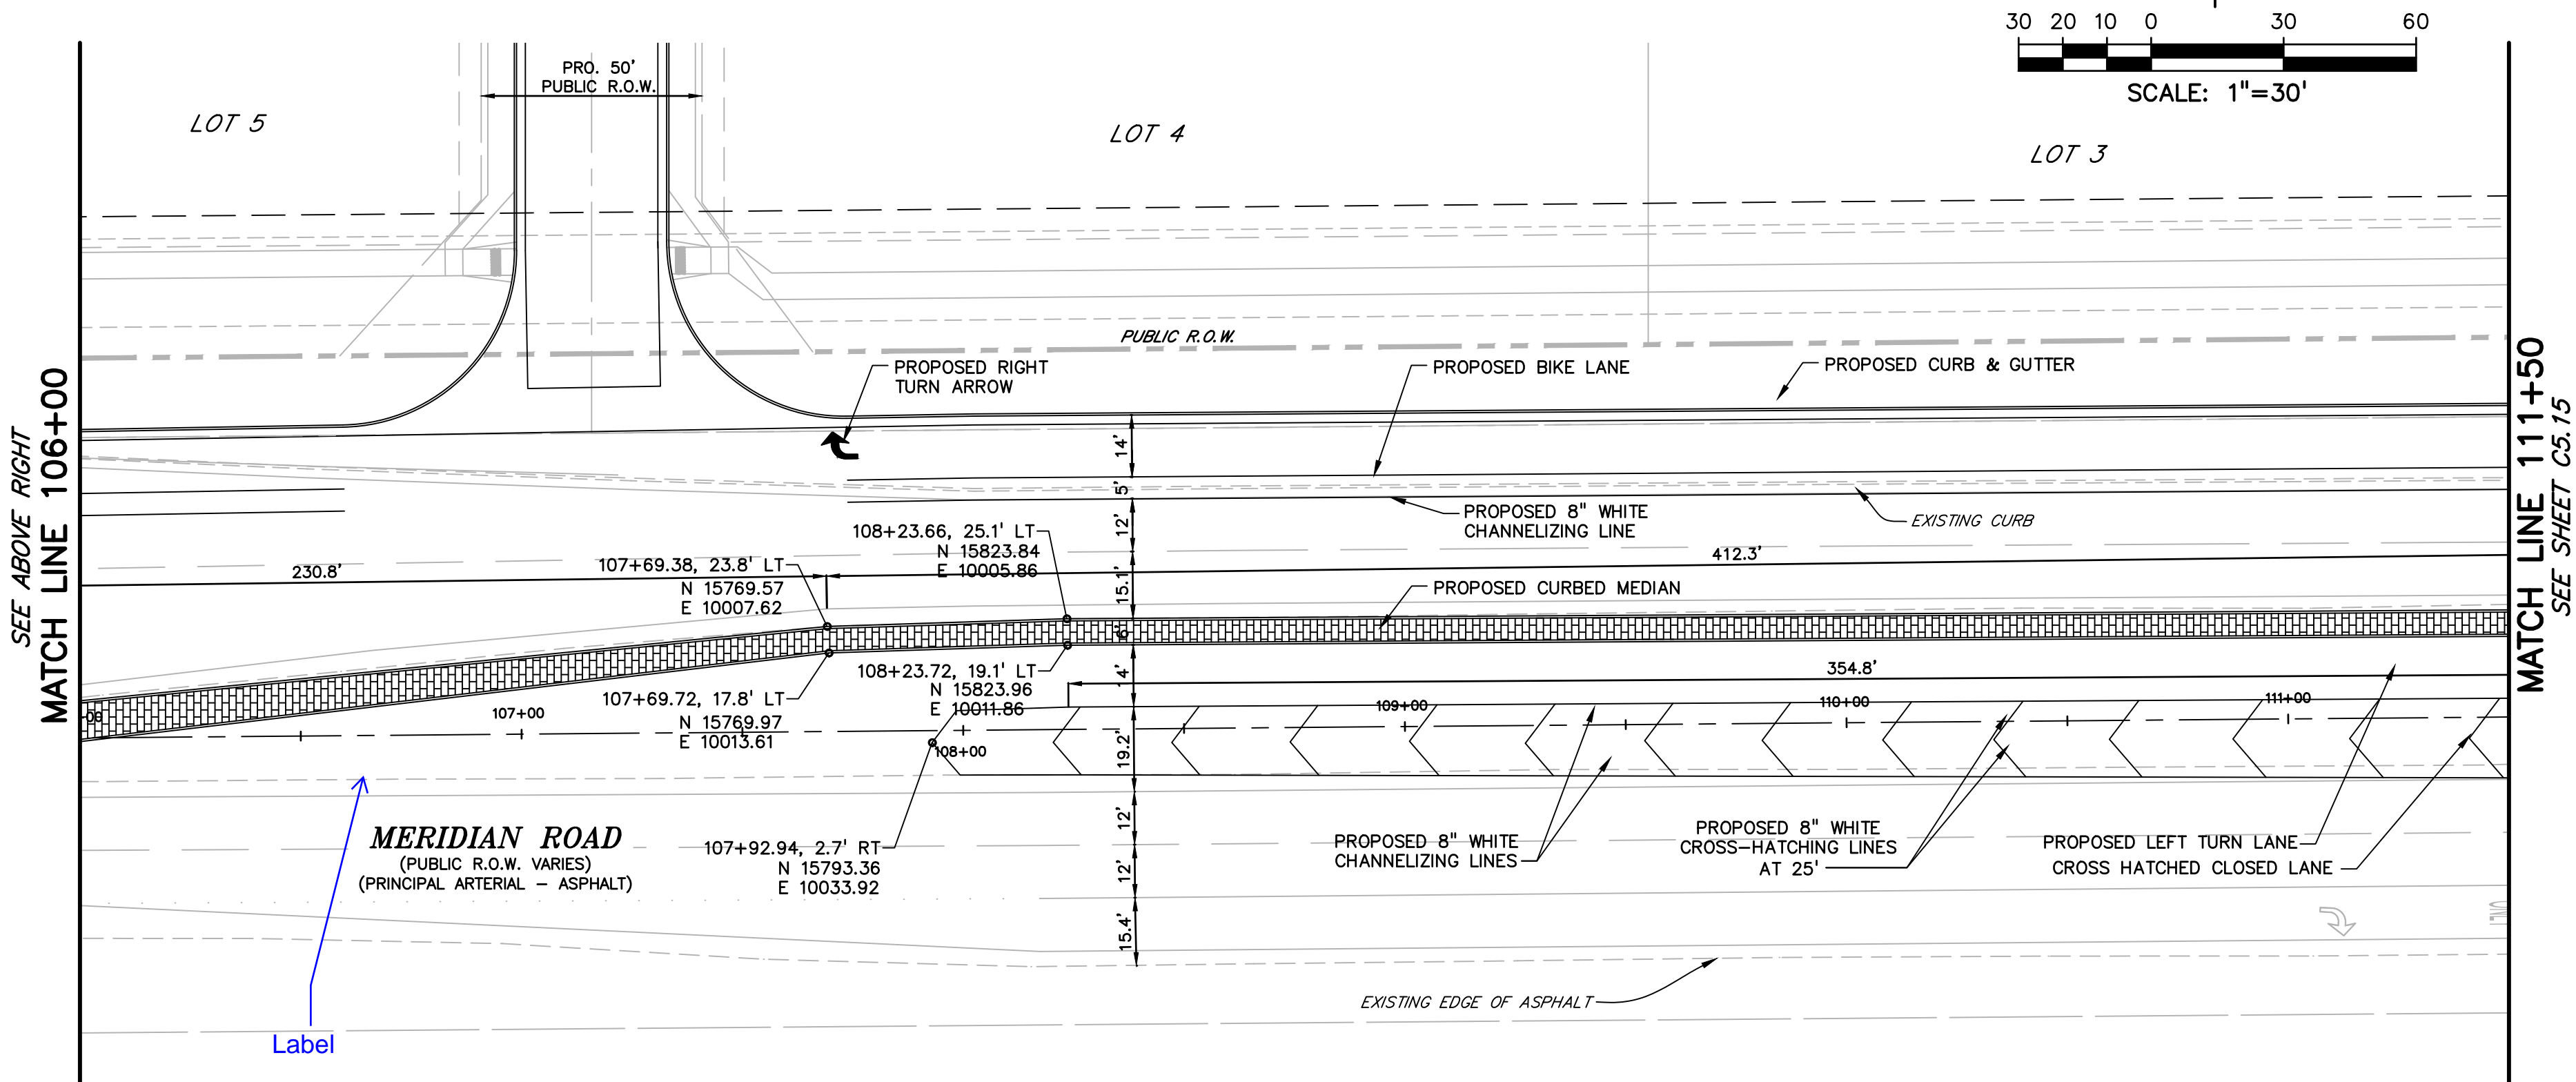 30 20 10 0 30 60
SCALE: 1"=30'
PRO. 50'
PUBLIC R.O.W.
LOT 5
LOT 4
LOT 3
PUBLIC R.O.W.
PROPOSED RIGHT
TURN ARROW
PROPOSED BIKE LANE
PROPOSED CURB & GUTTER
SEE ABOVE RIGHT
MATCH LINE 106+00
MATCH LINE 111+50
SEE SHEET C5.15
14'
5'
12'
15.1'
6'
14'
19.2'
12'
12'
15.4'
PROPOSED 8" WHITE
CHANNELIZING LINE
EXISTING CURB
108+23.66, 25.1' LT
N 15823.84
E 10005.86
412.3'
230.8'
107+69.38, 23.8' LT
N 15769.57
E 10007.62
PROPOSED CURBED MEDIAN
108+23.72, 19.1' LT
N 15823.96
E 10011.86
354.8'
107+69.72, 17.8' LT
N 15769.97
E 10013.61
+00
107+00
108+00
109+00
110+00
111+00
MERIDIAN ROAD
(PUBLIC R.O.W. VARIES)
(PRINCIPAL ARTERIAL – ASPHALT)
107+92.94, 2.7' RT
N 15793.36
E 10033.92
PROPOSED 8" WHITE
CHANNELIZING LINES
PROPOSED 8" WHITE
CROSS-HATCHING LINES
AT 25'
PROPOSED LEFT TURN LANE
CROSS HATCHED CLOSED LANE
EXISTING EDGE OF ASPHALT
Label